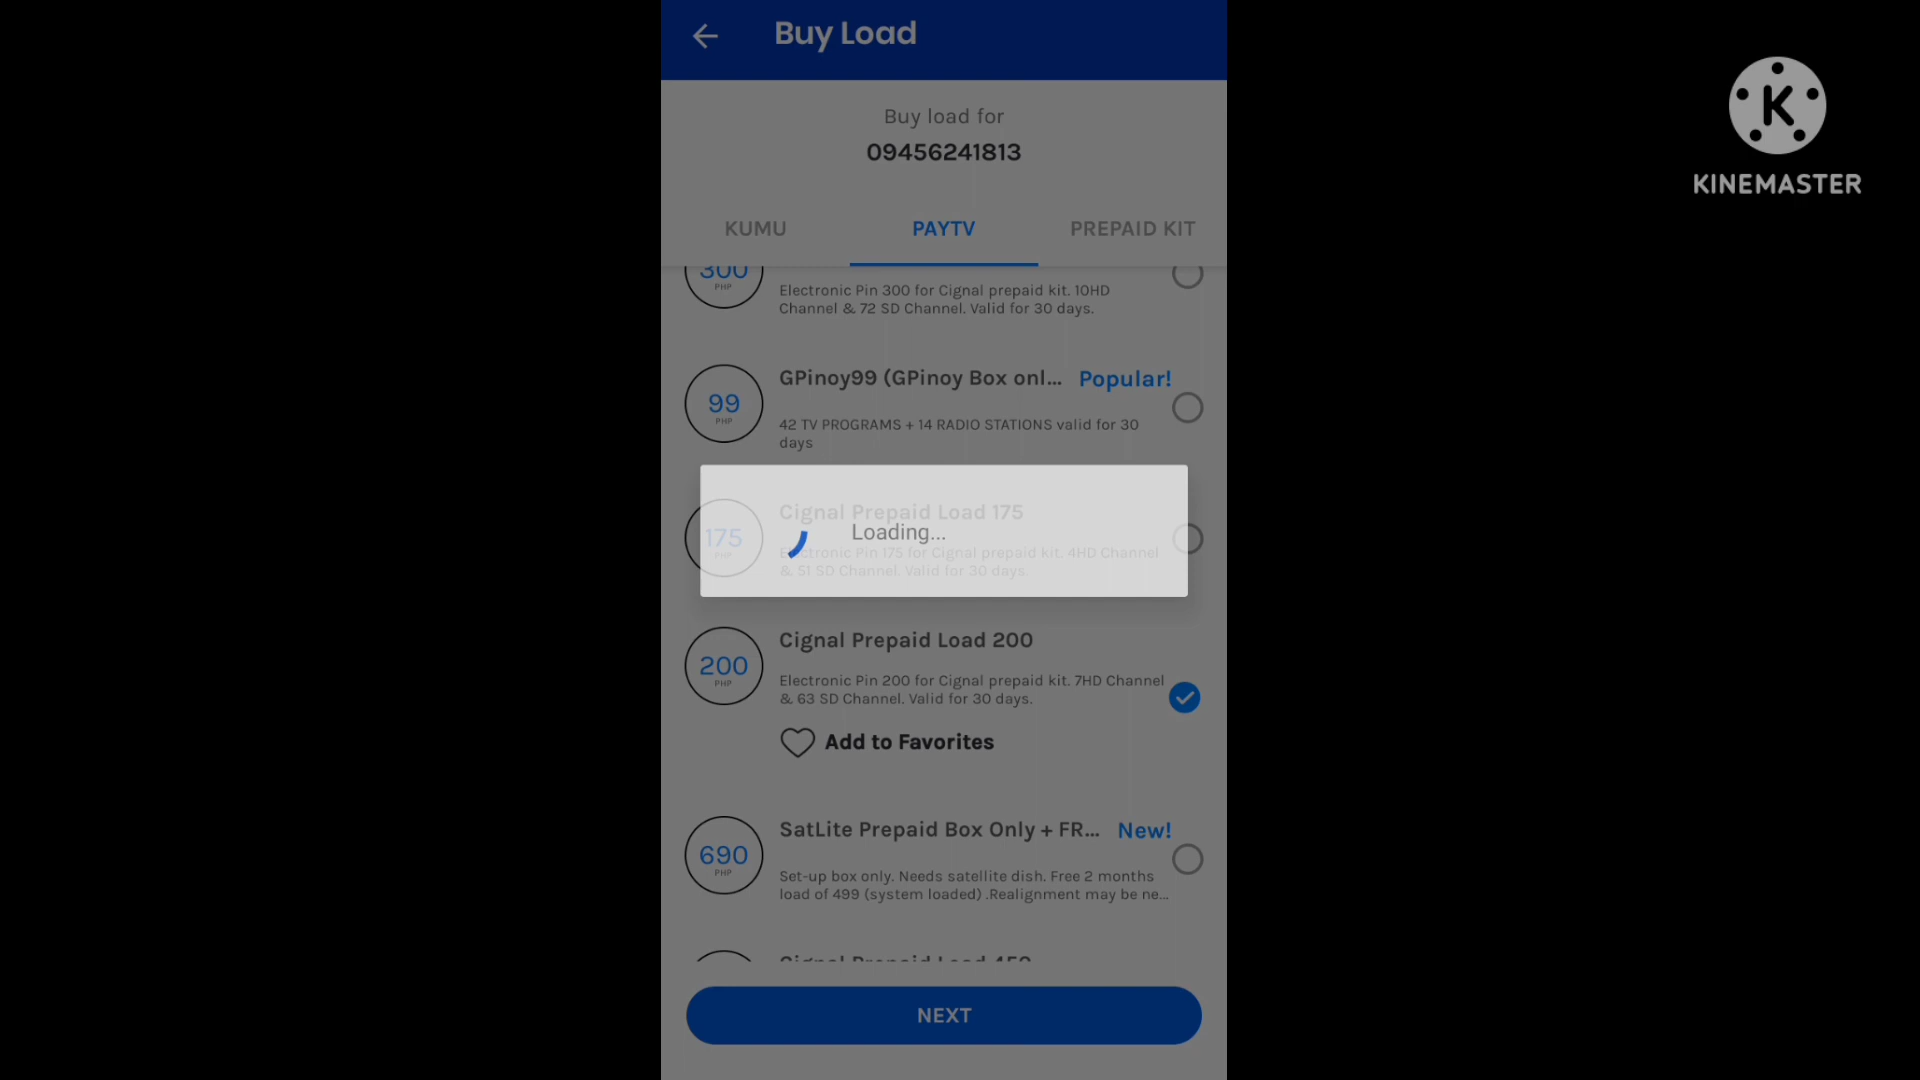 Buy Load
Buy load for
09456241813
KUMU
PAYTV
PREPAID KIT
300
PHP
Electronic Pin 300 for Cignal prepaid kit. 10HD
Channel & 72 SD Channel. Valid for 30 days.
GPinoy99 (GPinoy Box onl...
Popular!
99
PHP
42 TV PROGRAMS + 14 RADIO STATIONS valid for 30
days
Cignal Prepaid Load 175
Loading...
175
PHP
Electronic Pin 175 for Cignal prepaid kit. 4HD Channel
& 51 SD Channel. Valid for 30 days.
Cignal Prepaid Load 200
200
PHP
Electronic Pin 200 for Cignal prepaid kit. 7HD Channel
& 63 SD Channel. Valid for 30 days.
Add to Favorites
SatLite Prepaid Box Only + FR...
New!
690
PHP
Set-up box only. Needs satellite dish. Free 2 months
load of 499 (system loaded) .Realignment may be ne...
Cignal Prepaid Load 450
NEXT
K
KINEMASTER